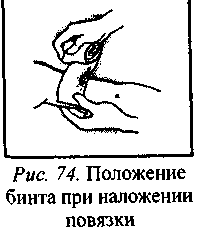 Рис. 74. Положение
бинта при наложении
повязки